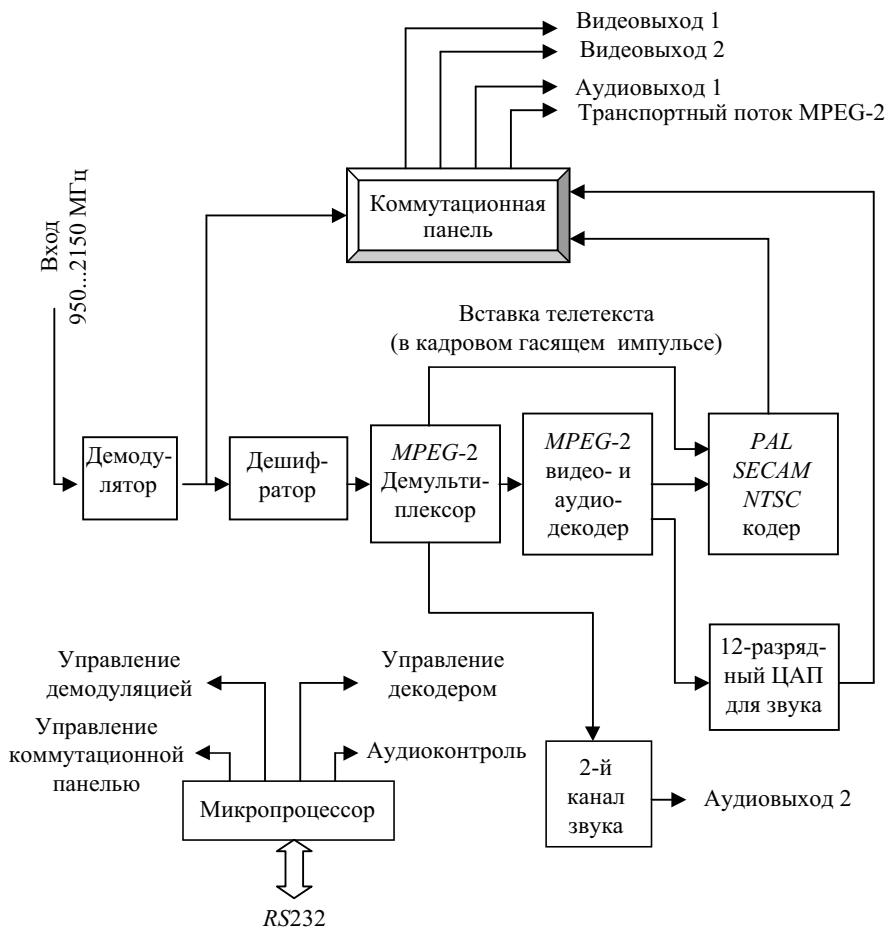 Видеовыход 1
Видеовыход 2
Аудиовыход 1
Транспортный поток MPEG-2
Коммутационная
панель
Вход
950...2150 МГц
Вставка телетекста
(в кадровом гасящем импульсе)
Демоду-
лятор
Дешиф-
ратор
MPEG-2
Демульти-
плексор
MPEG-2
видео- и
аудио-
декодер
PAL
SECAM
NTSC
кодер
12-разряд-
ный ЦАП
для звука
Управление
демодуляцией
Управление
декодером
Управление
коммутационной
панелью
Аудиоконтроль
Микропроцессор
RS232
2-й
канал
звука
Аудиовыход 2